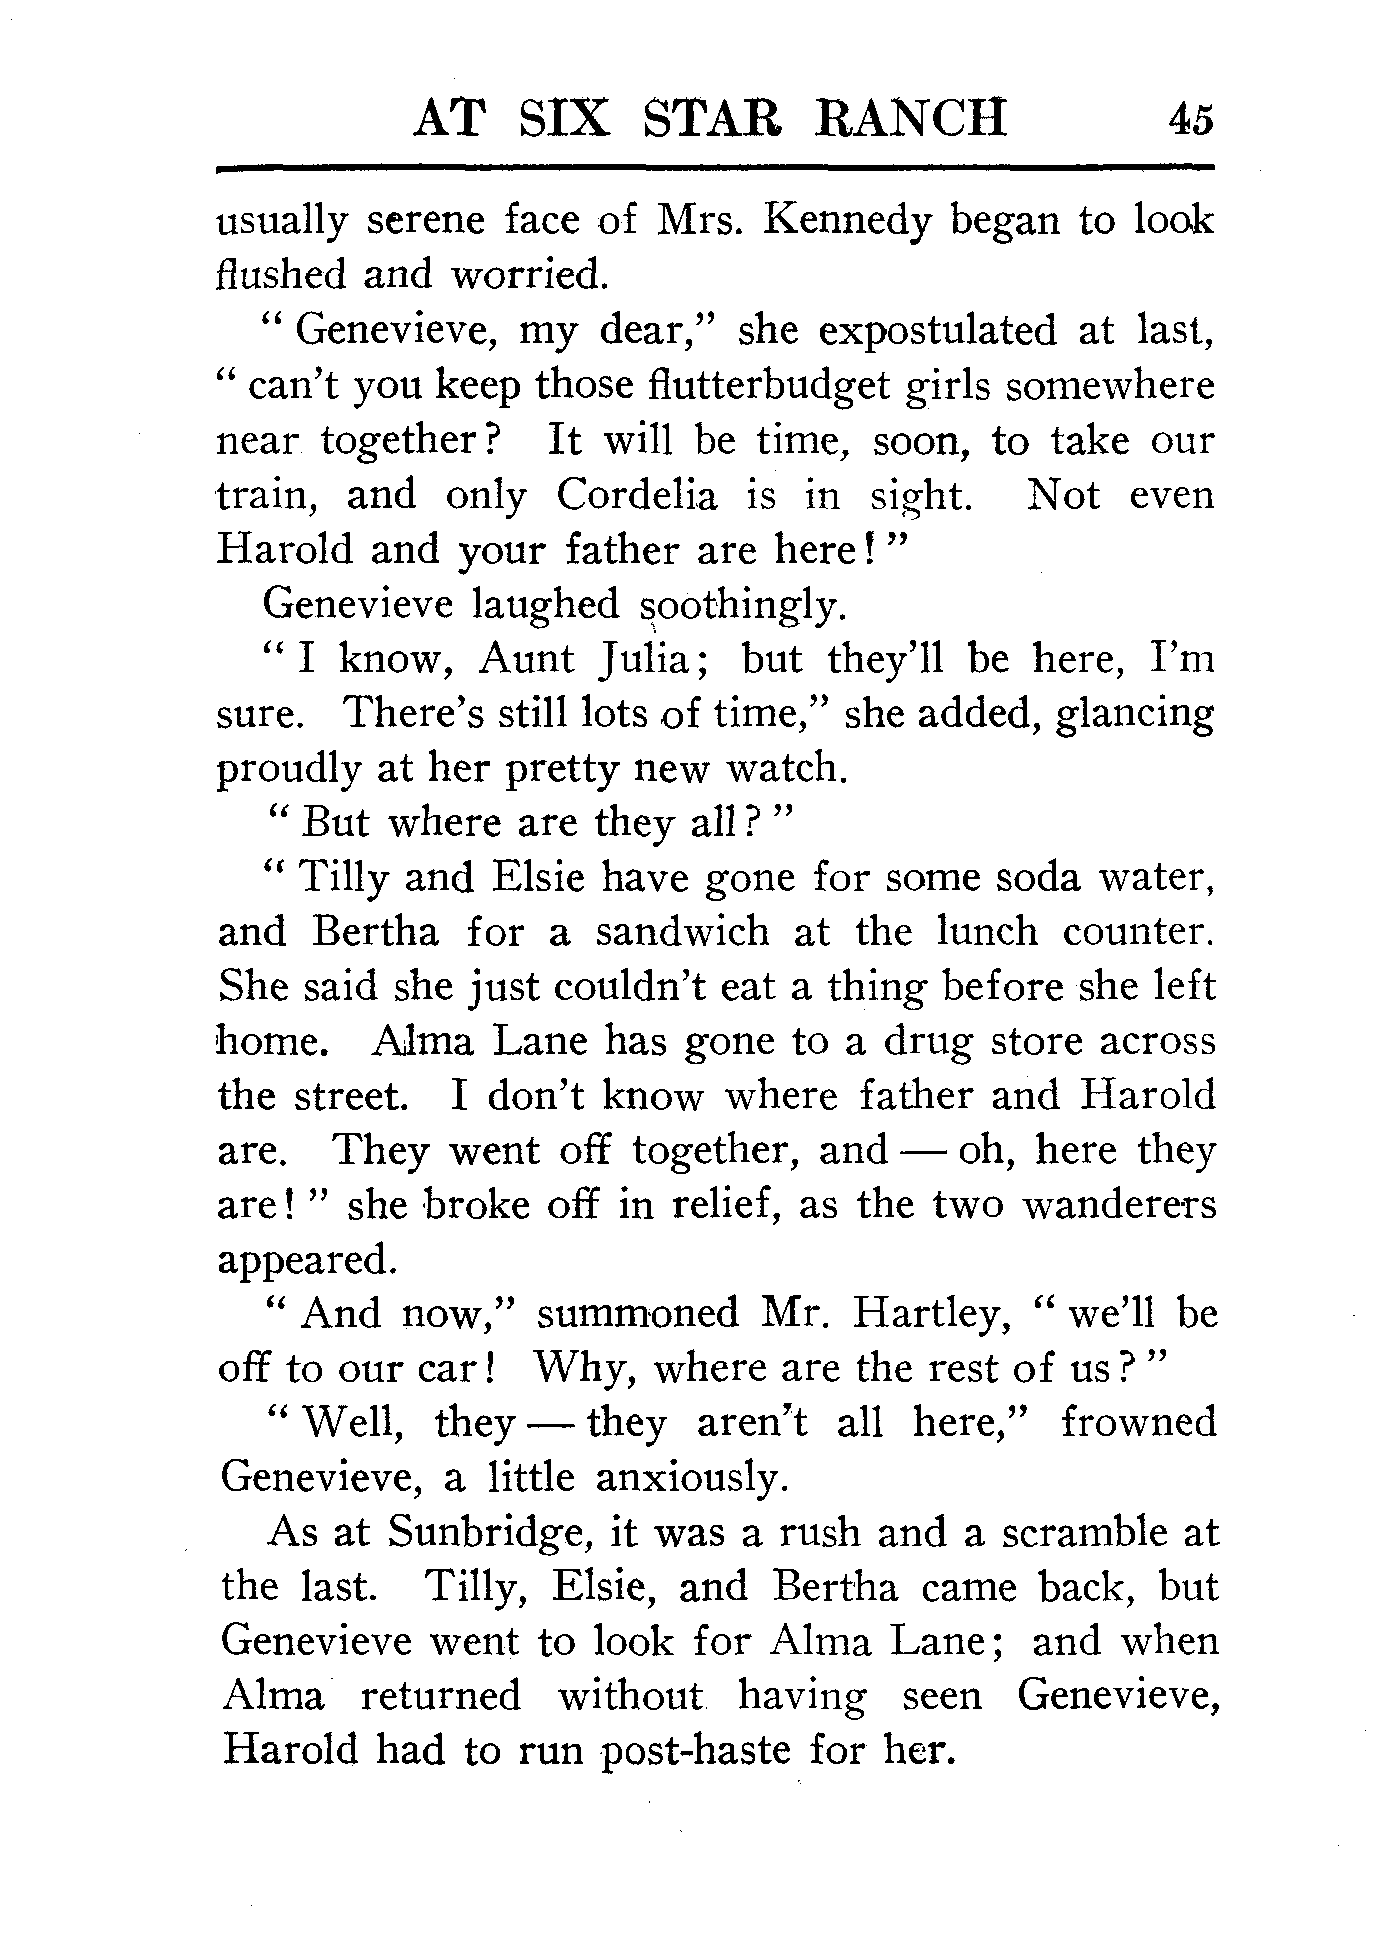 AT SIX STAR RANCH 45
usually serene face of Mrs. Kennedy began to look
flushed and worried.
" Genevieve, my dear," she expostulated at last,
" can't you keep those flutterbudget girls somewhere
near together? It will be time, soon, to take our
train, and only Cordelia is in sight. Not even
Harold and your father are here! "
Genevieve laughed soothingly.
" I know, Aunt Julia; but they'll be here, I'm
sure. There's still lots of time," she added, glancing
proudly at her pretty new watch.
" But where are they all? "
" Tilly and Elsie have gone for some soda water,
and Bertha for a sandwich at the lunch counter.
She said she just couldn't eat a thing before she left
home. Alma Lane has gone to a drug store across
the street. I don't know where father and Harold
are. They went off together, and — oh, here they
are! " she broke off in relief, as the two wanderers
appeared.
" And now," summoned Mr. Hartley, " we'll be
off to our car! Why, where are the rest of us? "
" Well, they — they aren't all here," frowned
Genevieve, a little anxiously.
As at Sunbridge, it was a rush and a scramble at
the last. Tilly, Elsie, and Bertha came back, but
Genevieve went to look for Alma Lane; and when
Alma returned without having seen Genevieve,
Harold had to run post-haste for her.